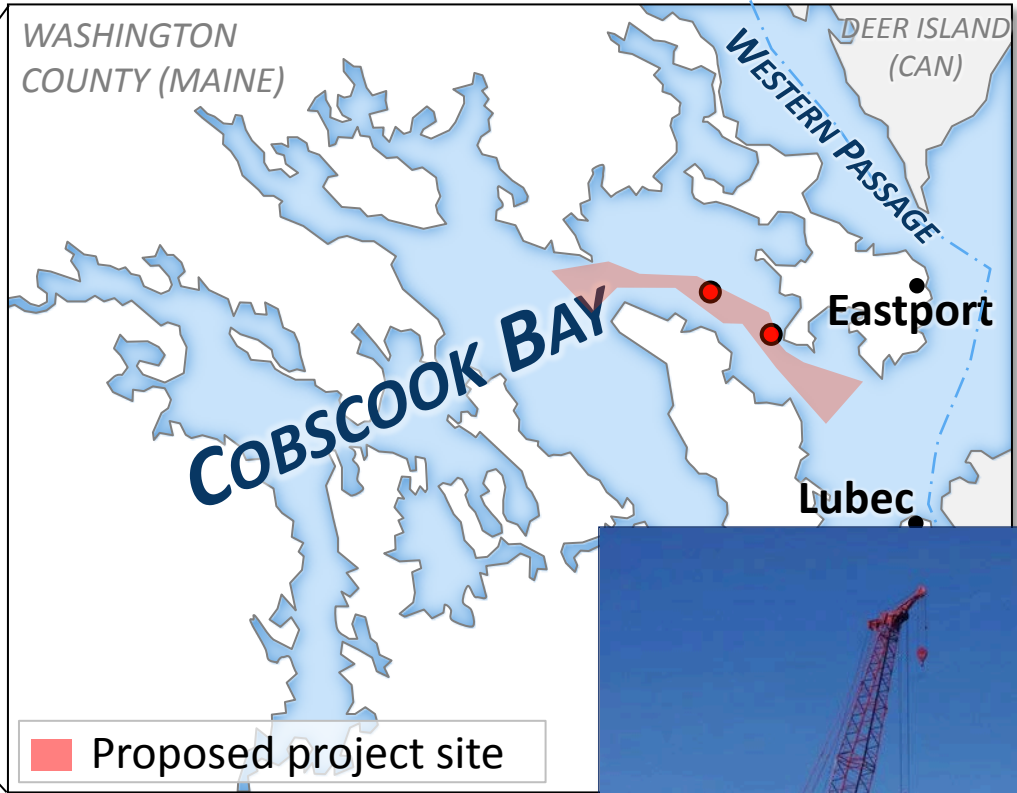 WASHINGTON
COUNTY (MAINE)
DEER ISLAND
(CAN)
WESTERN PASSAGE
Eastport
COBSCOOK BAY
Lubec
Proposed project site